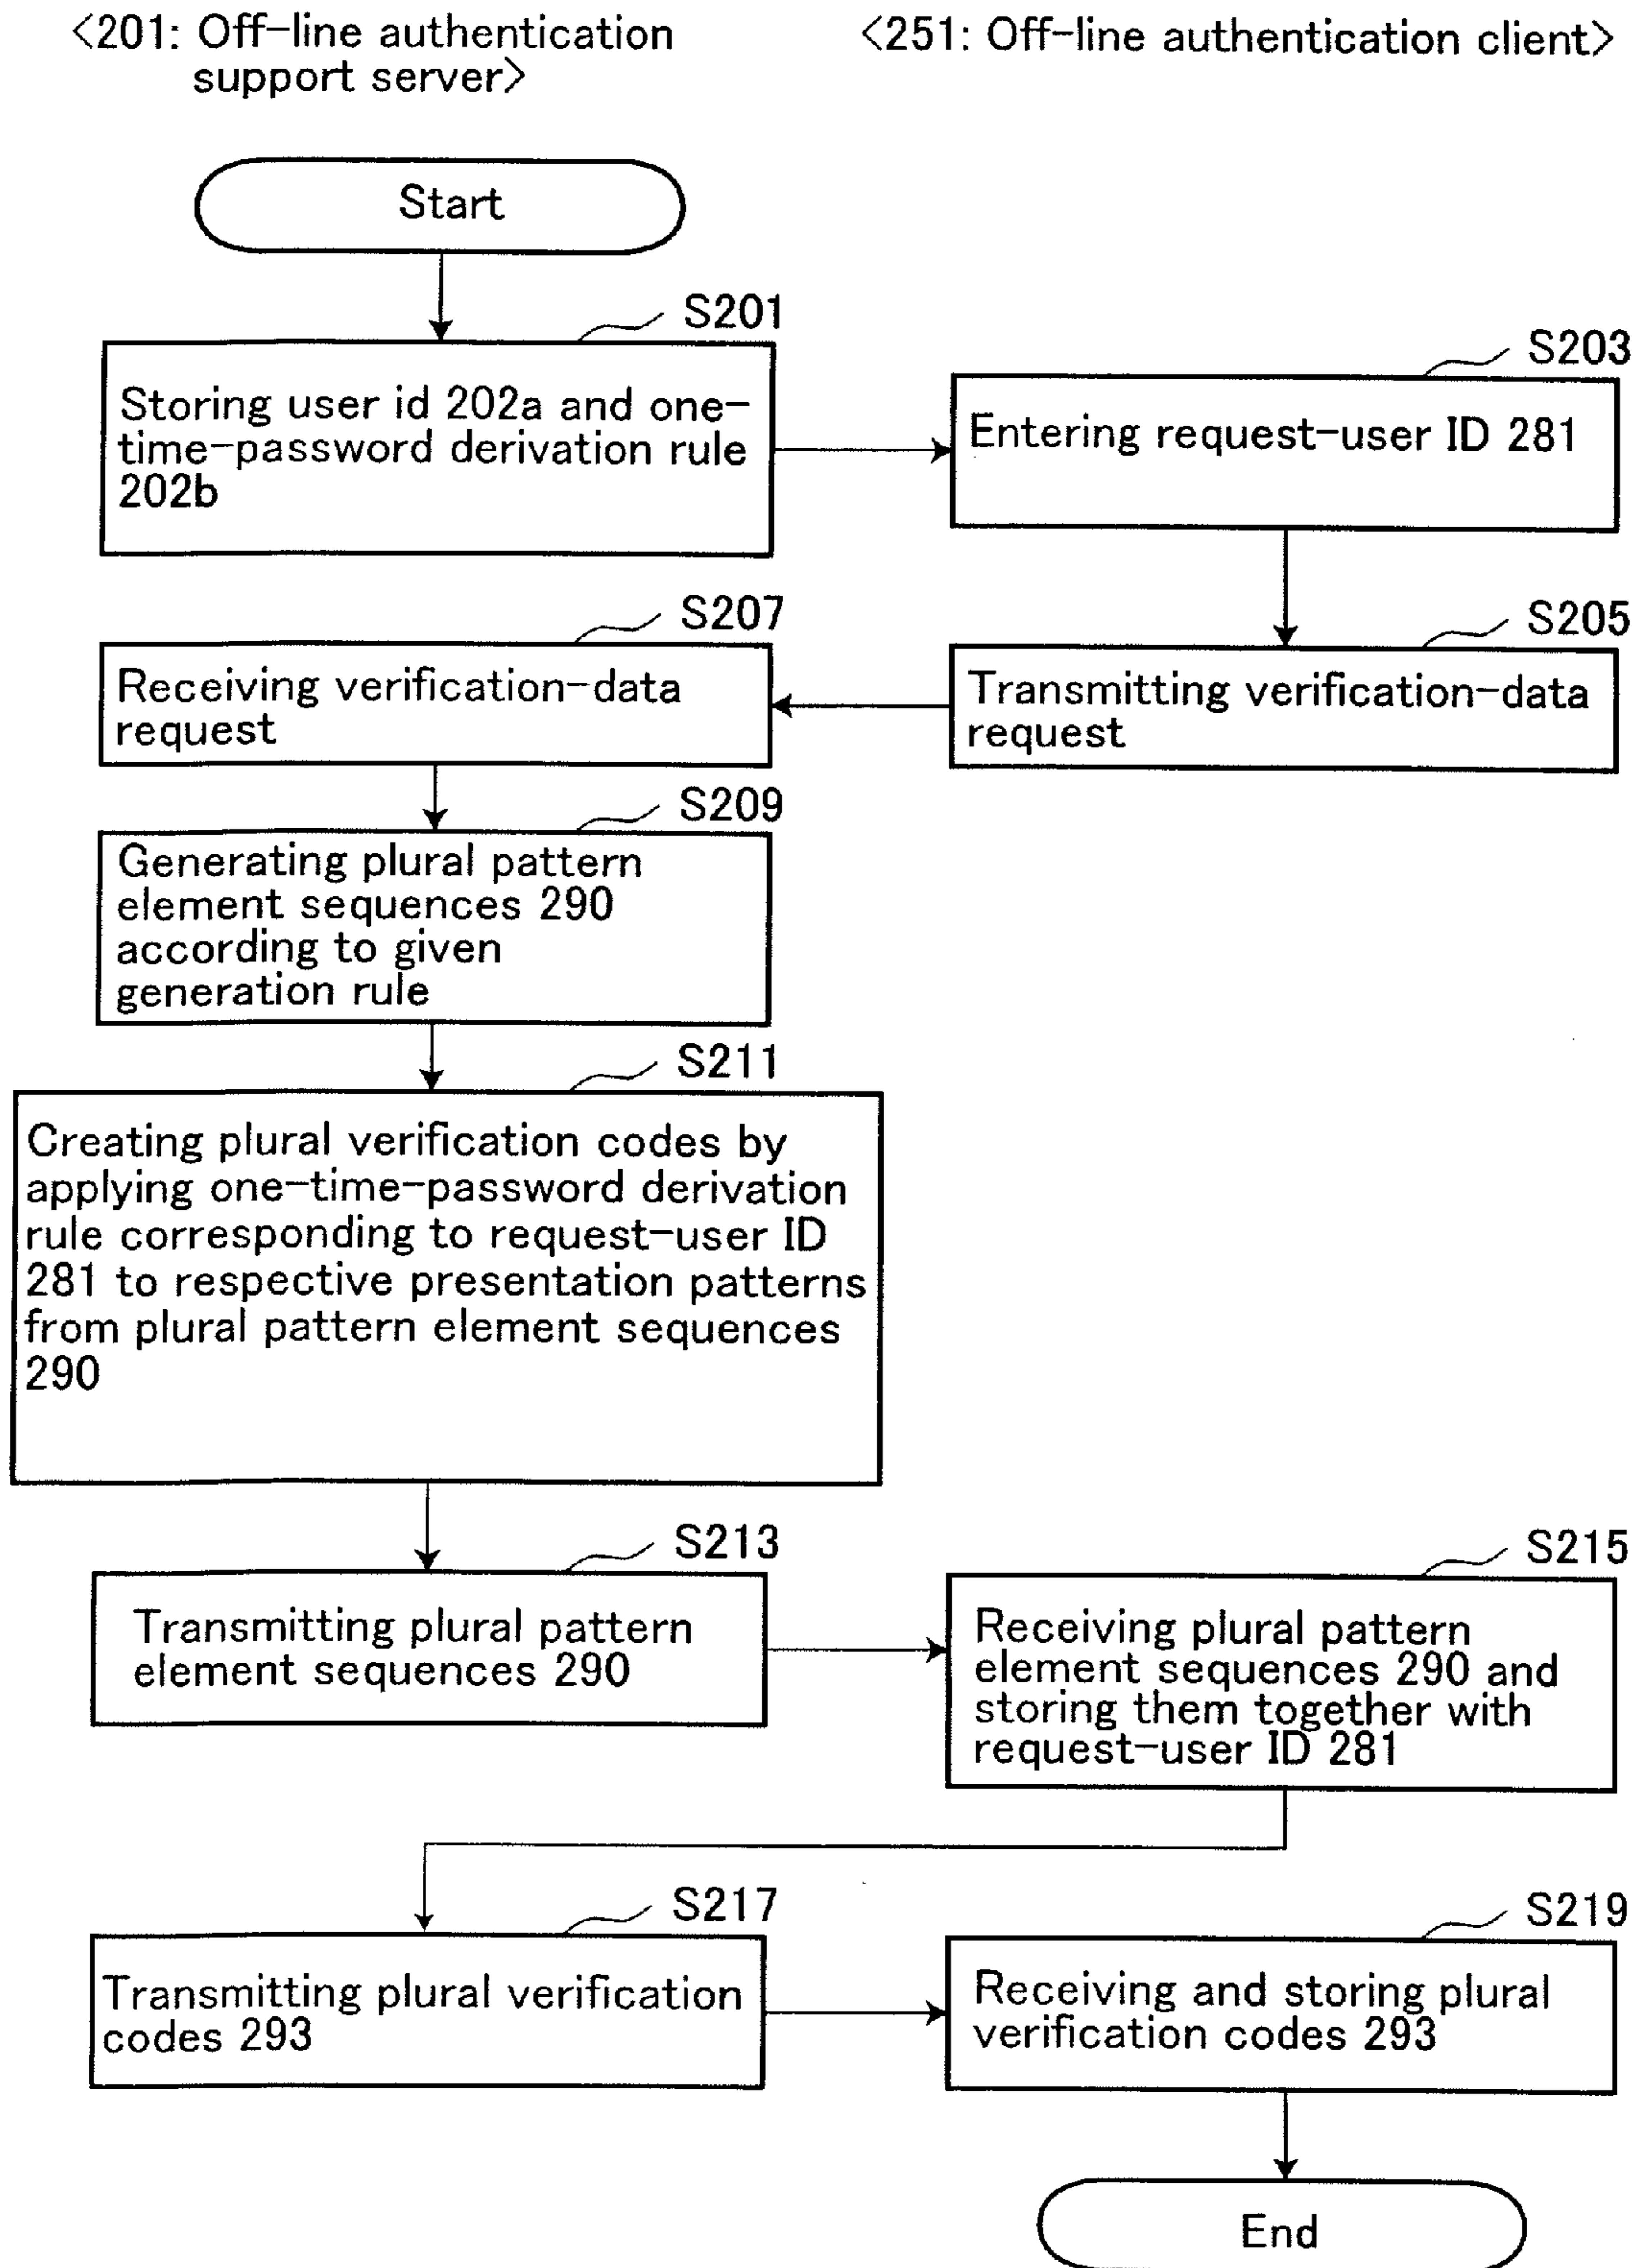 <201: Off-line authentication
support server>
<251: Off-line authentication client>
Start
S201
Storing user id 202a and one-
time-password derivation rule
202b
S203
Entering request-user ID 281
S205
Transmitting verification-data
request
S207
Receiving verification-data
request
S209
Generating plural pattern
element sequences 290
according to given
generation rule
S211
Creating plural verification codes by
applying one-time-password derivation
rule corresponding to request-user ID
281 to respective presentation patterns
from plural pattern element sequences
290
S213
Transmitting plural pattern
element sequences 290
S215
Receiving plural pattern
element sequences 290 and
storing them together with
request-user ID 281
S217
Transmitting plural verification
codes 293
S219
Receiving and storing plural
verification codes 293
End